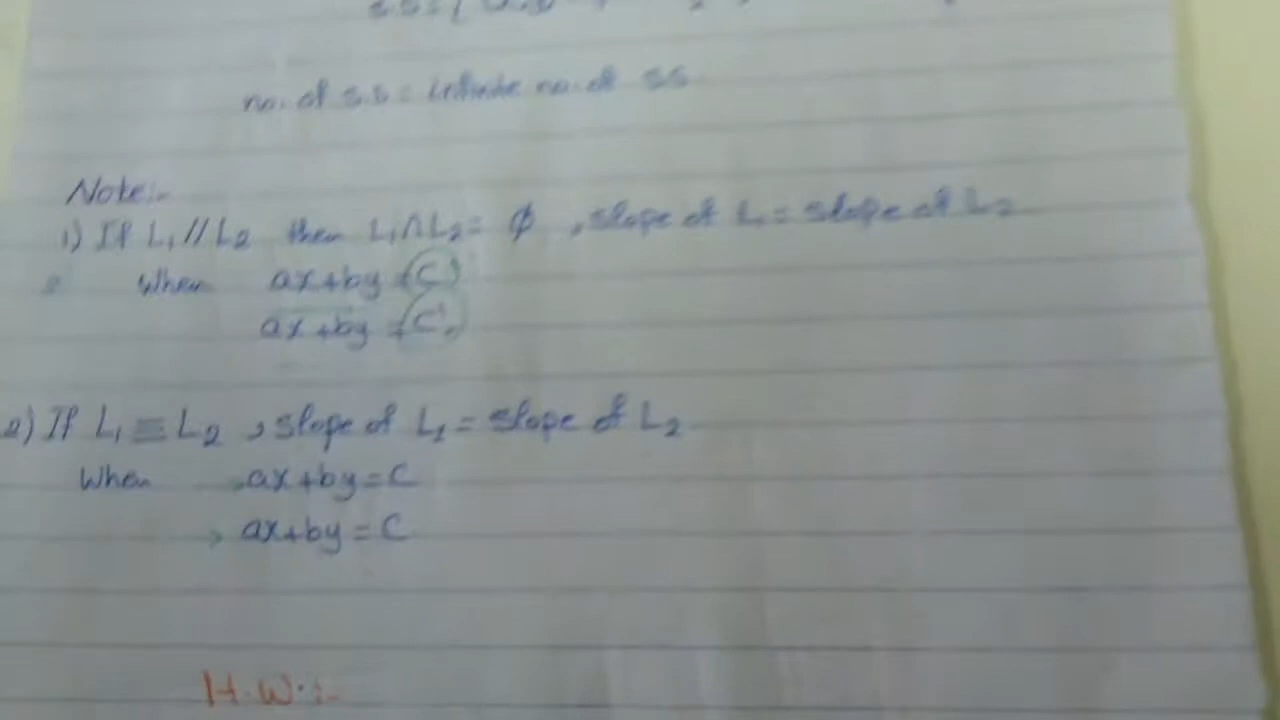 no. of s.s = infinite no. of SS
Note:-
1) If L₁ // L₂ then L₁∩L₂ = ∅ , slope of L₁ = slope of L₂
When ax+by = C
ax+by = C'
2) If L₁ ≡ L₂ , slope of L₁ = slope of L₂
When ax+by = C
ax+by = C
H.W.:-